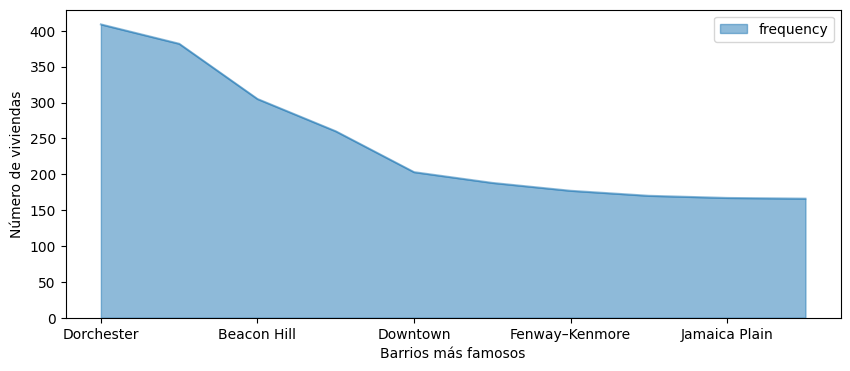 frequency
Número de viviendas
400
350
300
250
200
150
100
50
0
Dorchester Beacon Hill Downtown Fenway–Kenmore Jamaica Plain
Barrios más famosos